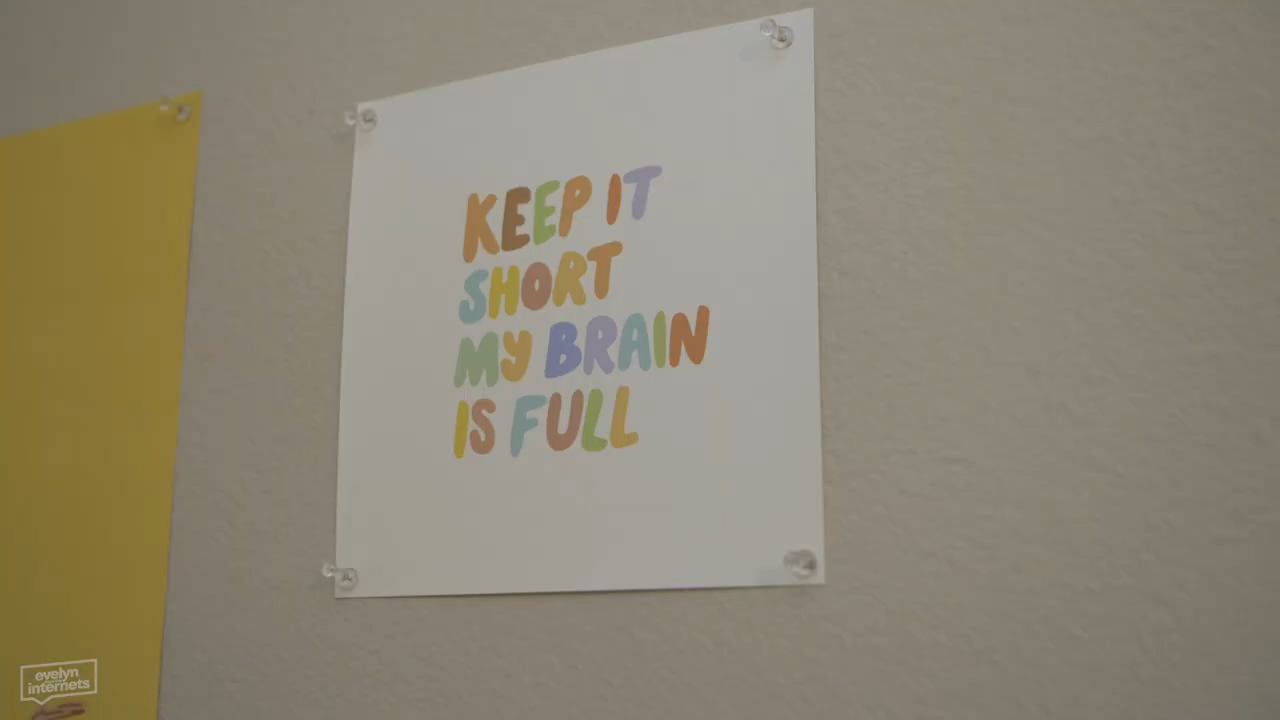 KEEP IT
SHORT
MY BRAIN
IS FULL
evelyn
internets